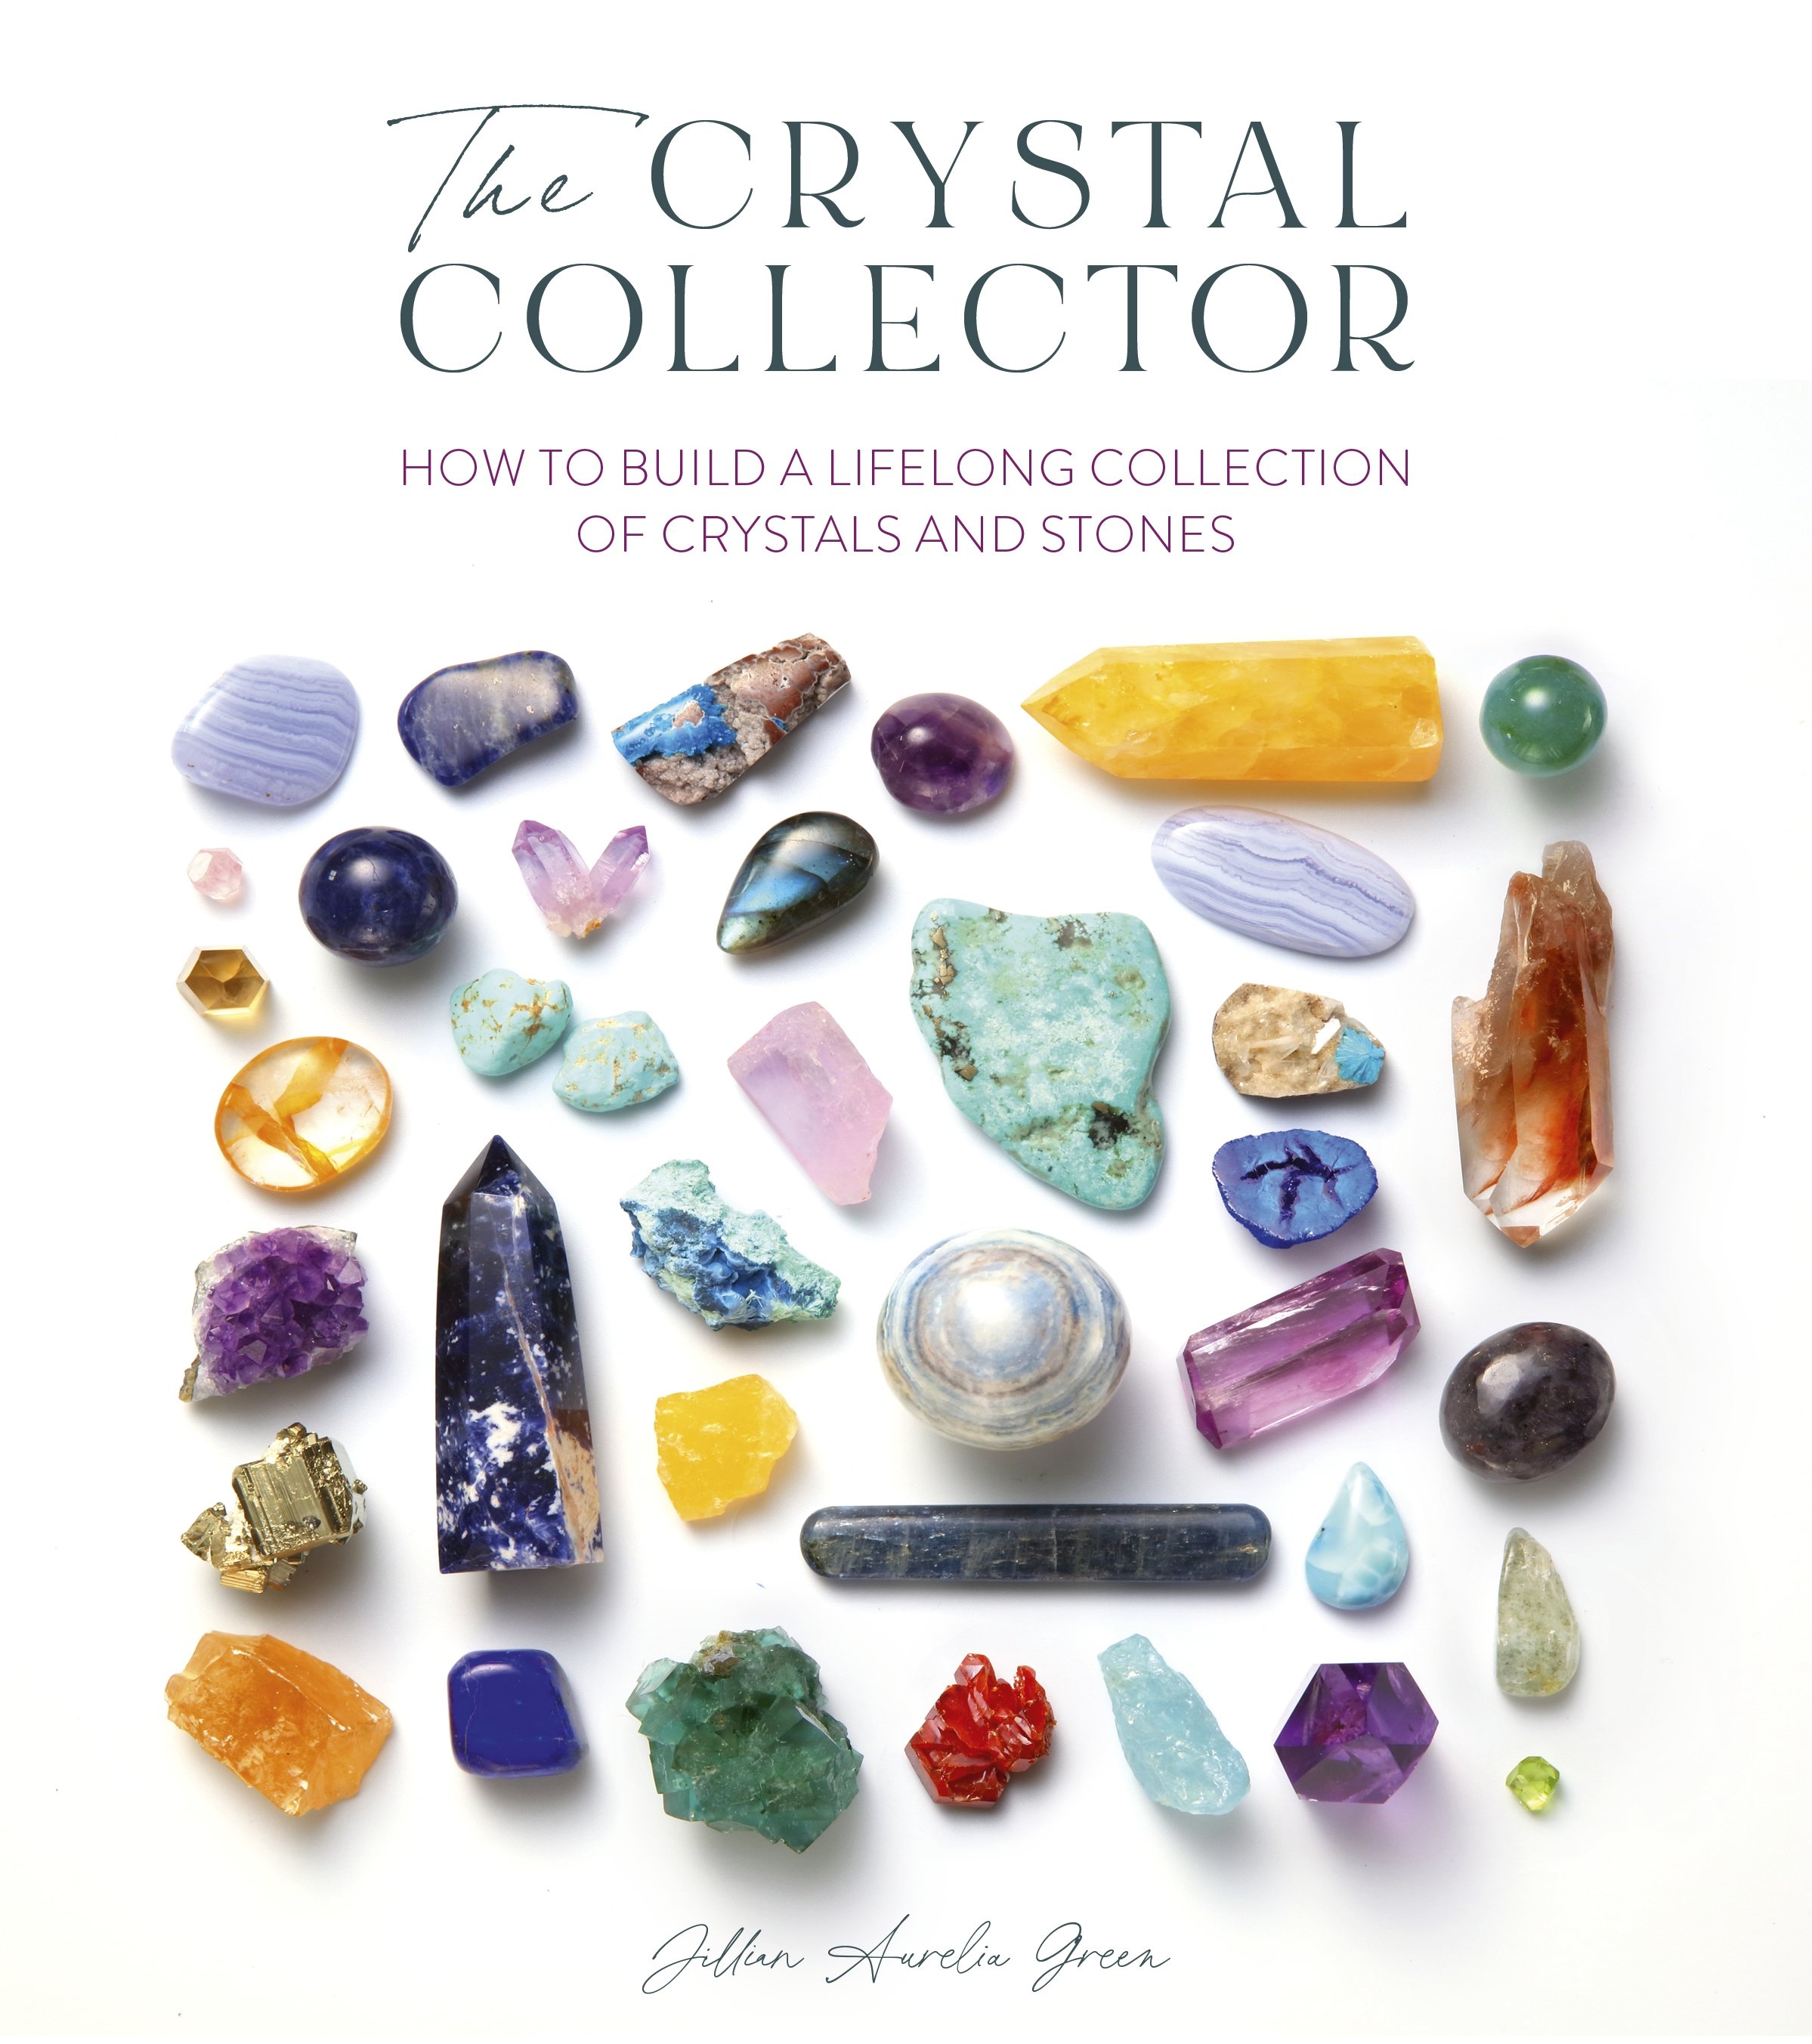 The CRYSTAL
COLLECTOR
HOW TO BUILD A LIFELONG COLLECTION
OF CRYSTALS AND STONES
Jillian Aurelia Green